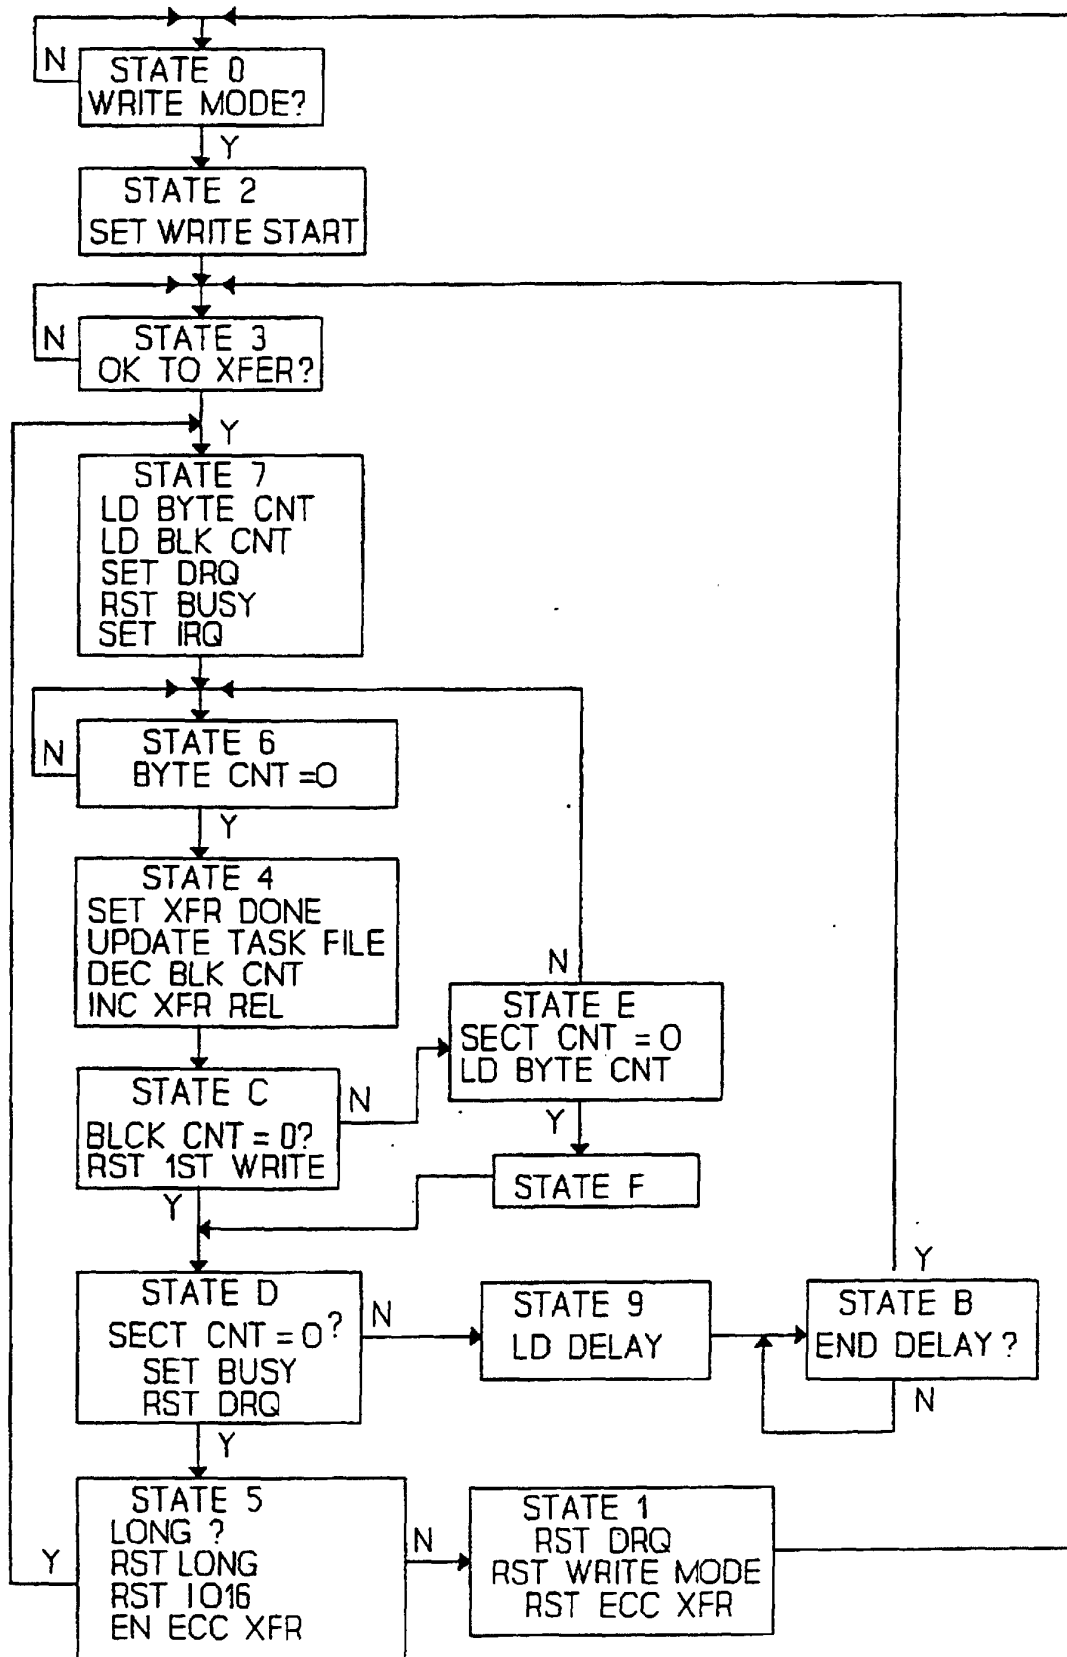 N
STATE 0
WRITE MODE?
Y
STATE 2
SET WRITE START
N
STATE 3
OK TO XFER?
Y
STATE 7
LD BYTE CNT
LD BLK CNT
SET DRQ
RST BUSY
SET IRQ
N
STATE 6
BYTE CNT =0
Y
STATE 4
SET XFR DONE
UPDATE TASK FILE
DEC BLK CNT
INC XFR REL
N
STATE E
SECT CNT = 0
LD BYTE CNT
Y
STATE C
BLCK CNT = 0?
RST 1ST WRITE
N
Y
STATE F
STATE D
SECT CNT = 0?
SET BUSY
RST DRQ
N
Y
STATE 9
LD DELAY
Y
STATE B
END DELAY ?
N
STATE 5
LONG ?
RST LONG
RST IO16
EN ECC XFR
Y
N
STATE 1
RST DRQ
RST WRITE MODE
RST ECC XFR